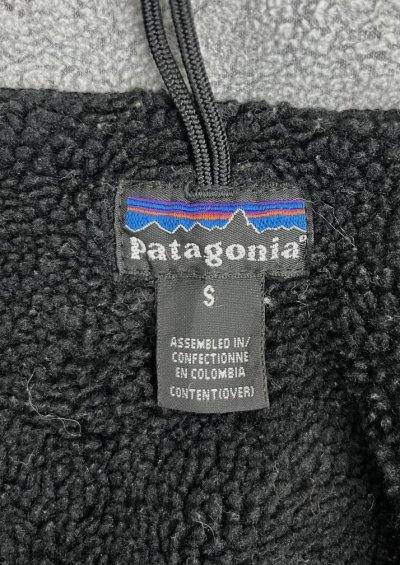 patagonia®
S
ASSEMBLED IN/
CONFECTIONNE
EN COLOMBIA
CONTENT(OVER)